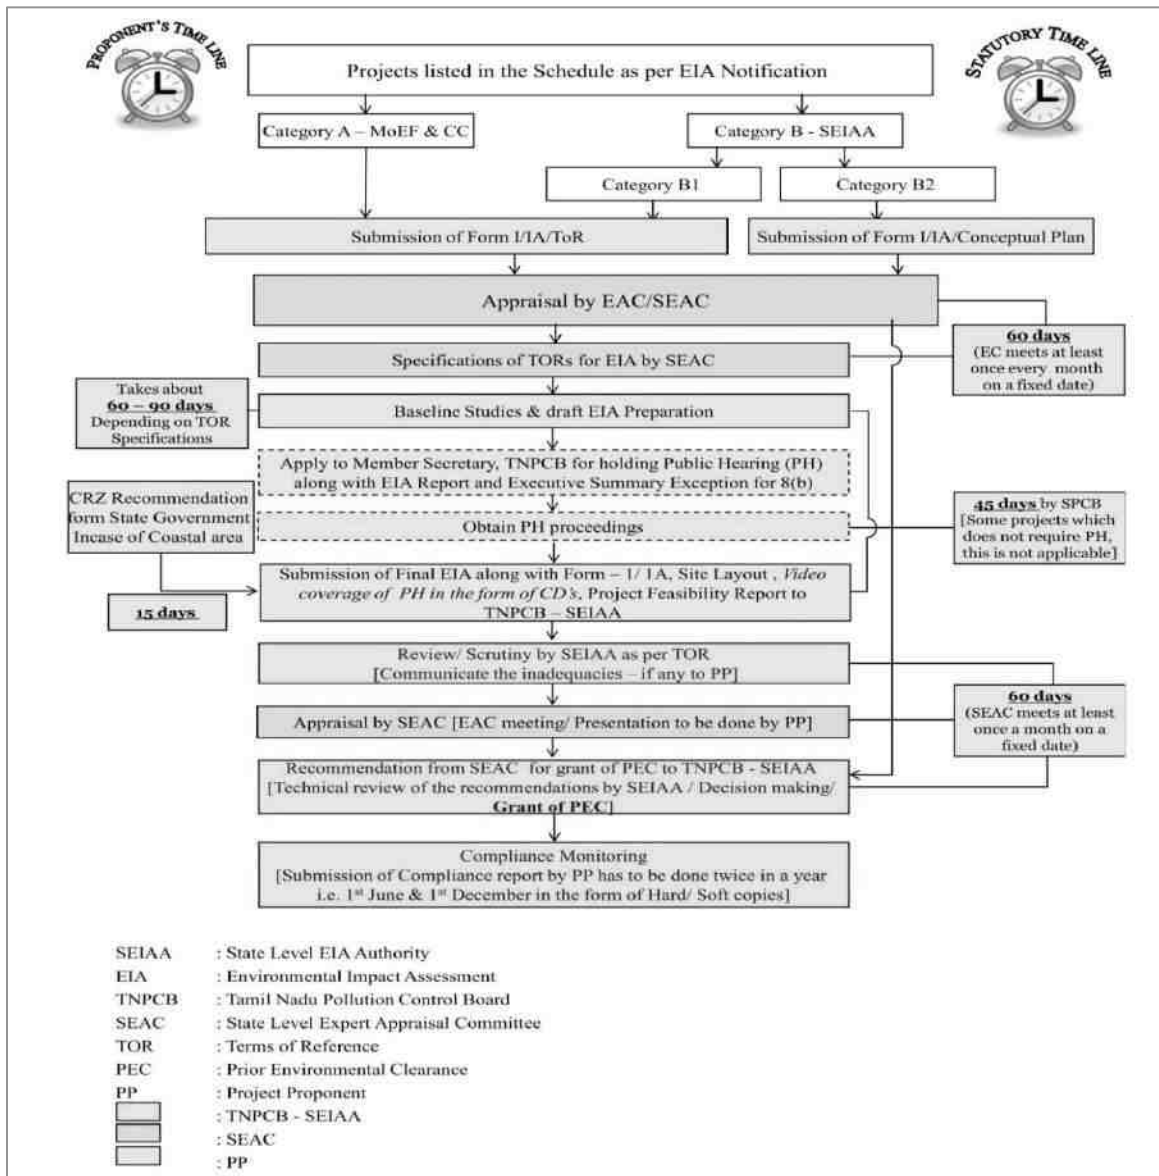 PROPONENT'S TIME LINE
STATUTORY TIME LINE
Projects listed in the Schedule as per EIA Notification
Category A – MoEF & CC
Category B - SEIAA
Category B1
Category B2
Submission of Form I/IA/ToR
Submission of Form I/IA/Conceptual Plan
Appraisal by EAC/SEAC
60 days
(EC meets at least
once every month
on a fixed date)
Specifications of TORs for EIA by SEAC
Takes about
60 – 90 days
Depending on TOR
Specifications
Baseline Studies & draft EIA Preparation
Apply to Member Secretary, TNPCB for holding Public Hearing (PH)
along with EIA Report and Executive Summary Exception for 8(b)
CRZ Recommendation
form State Government
Incase of Coastal area
Obtain PH proceedings
45 days by SPCB
[Some projects which
does not require PH,
this is not applicable]
15 days
Submission of Final EIA along with Form – 1/ 1A, Site Layout , Video
coverage of PH in the form of CD's, Project Feasibility Report to
TNPCB – SEIAA
Review/ Scrutiny by SEIAA as per TOR
[Communicate the inadequacies – if any to PP]
60 days
(SEAC meets at least
once a month on a
fixed date)
Appraisal by SEAC [EAC meeting/ Presentation to be done by PP]
Recommendation from SEAC for grant of PEC to TNPCB - SEIAA
[Technical review of the recommendations by SEIAA / Decision making/
Grant of PEC]
Compliance Monitoring
[Submission of Compliance report by PP has to be done twice in a year
i.e. 1st June & 1st December in the form of Hard/ Soft copies]
SEIAA : State Level EIA Authority
EIA : Environmental Impact Assessment
TNPCB : Tamil Nadu Pollution Control Board
SEAC : State Level Expert Appraisal Committee
TOR : Terms of Reference
PEC : Prior Environmental Clearance
PP : Project Proponent
: TNPCB - SEIAA
: SEAC
: PP